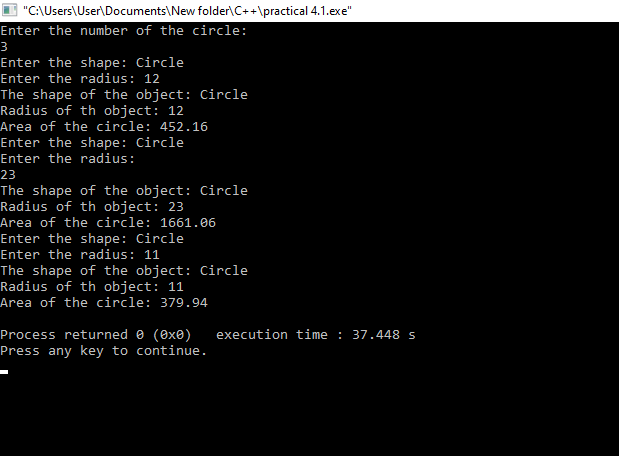 "C:\Users\User\Documents\New folder\C++\practical 4.1.exe"
Enter the number of the circle:
3
Enter the shape: Circle
Enter the radius: 12
The shape of the object: Circle
Radius of th object: 12
Area of the circle: 452.16
Enter the shape: Circle
Enter the radius:
23
The shape of the object: Circle
Radius of th object: 23
Area of the circle: 1661.06
Enter the shape: Circle
Enter the radius: 11
The shape of the object: Circle
Radius of th object: 11
Area of the circle: 379.94
Process returned 0 (0x0)   execution time : 37.448 s
Press any key to continue.